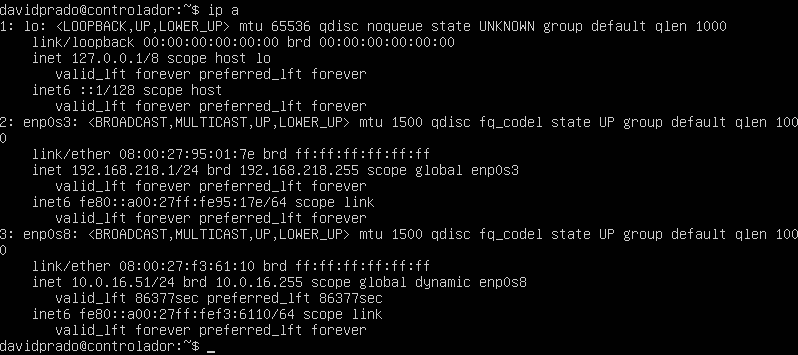 davidprado@controlador:~$ ip a
1: lo: <LOOPBACK,UP,LOWER_UP> mtu 65536 qdisc noqueue state UNKNOWN group default qlen 1000
    link/loopback 00:00:00:00:00:00 brd 00:00:00:00:00:00
    inet 127.0.0.1/8 scope host lo
       valid_lft forever preferred_lft forever
    inet6 ::1/128 scope host
       valid_lft forever preferred_lft forever
2: enp0s3: <BROADCAST,MULTICAST,UP,LOWER_UP> mtu 1500 qdisc fq_codel state UP group default qlen 100
0
    link/ether 08:00:27:95:01:7e brd ff:ff:ff:ff:ff:ff
    inet 192.168.218.1/24 brd 192.168.218.255 scope global enp0s3
       valid_lft forever preferred_lft forever
    inet6 fe80::a00:27ff:fe95:17e/64 scope link
       valid_lft forever preferred_lft forever
3: enp0s8: <BROADCAST,MULTICAST,UP,LOWER_UP> mtu 1500 qdisc fq_codel state UP group default qlen 100
0
    link/ether 08:00:27:f3:61:10 brd ff:ff:ff:ff:ff:ff
    inet 10.0.16.51/24 brd 10.0.16.255 scope global dynamic enp0s8
       valid_lft 86377sec preferred_lft 86377sec
    inet6 fe80::a00:27ff:fef3:6110/64 scope link
       valid_lft forever preferred_lft forever
davidprado@controlador:~$ _